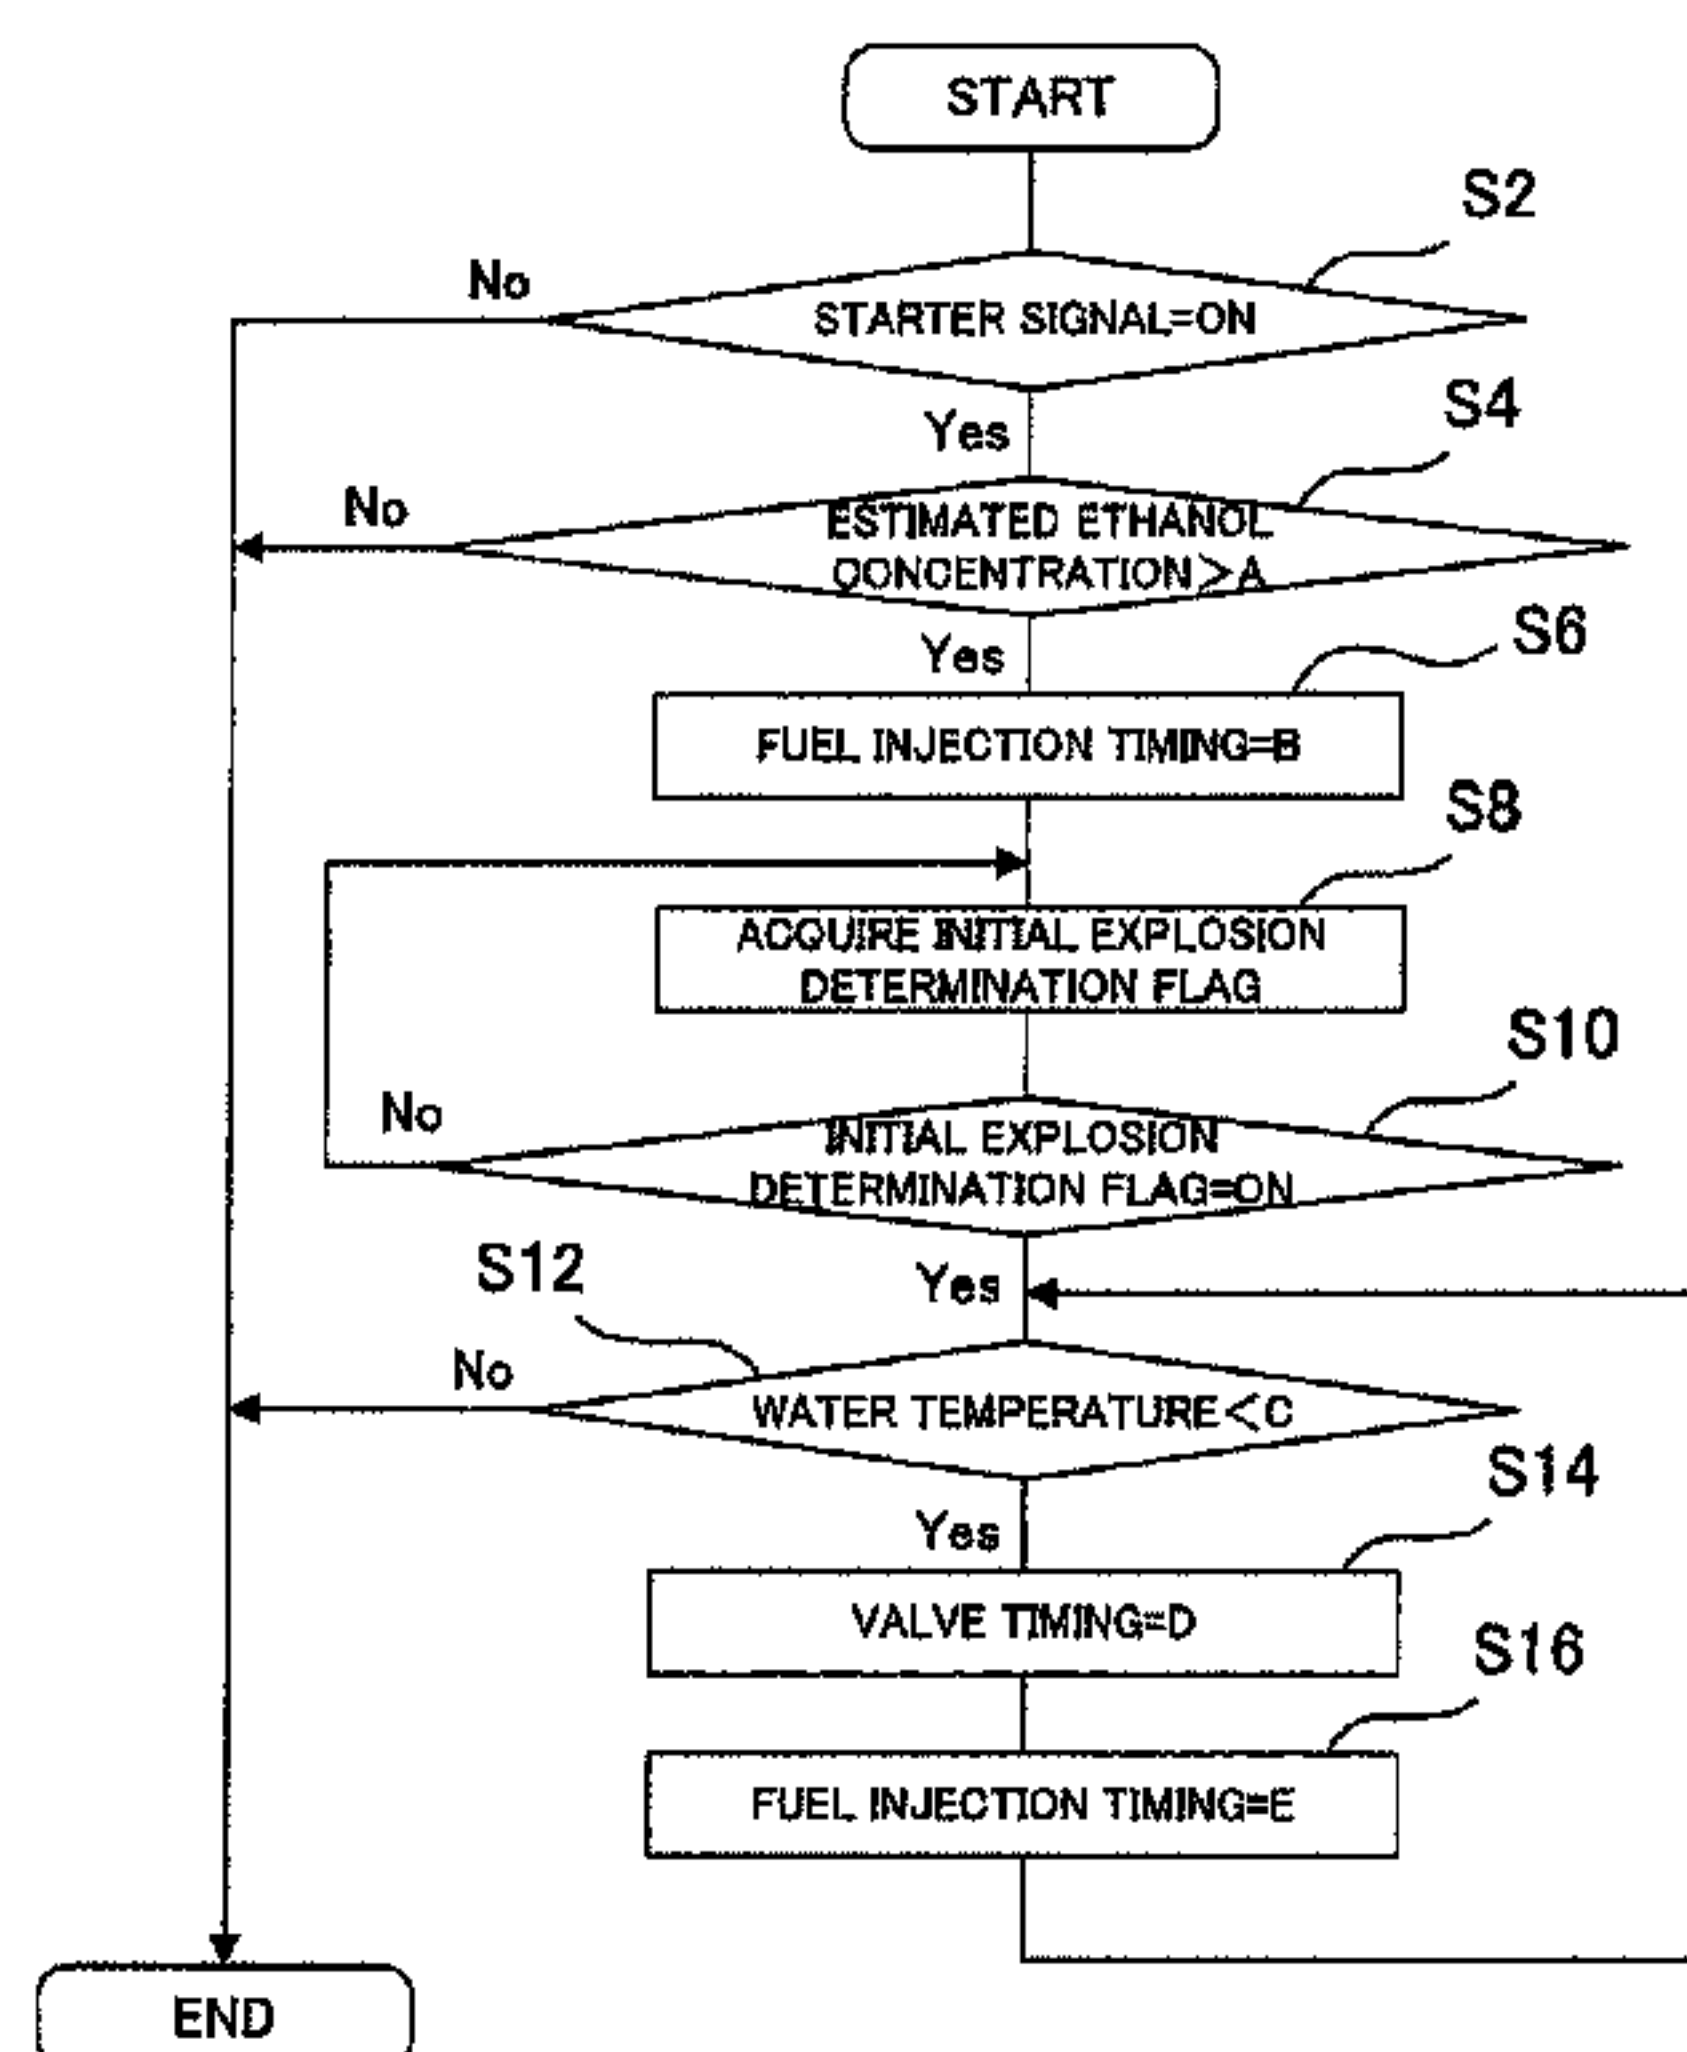 START
S2
No
STARTER SIGNAL=ON
Yes
S4
No
ESTIMATED ETHANOL
CONCENTRATION>A
Yes
S6
FUEL INJECTION TIMING=B
S8
ACQUIRE INITIAL EXPLOSION
DETERMINATION FLAG
S10
No
INITIAL EXPLOSION
DETERMINATION FLAG=ON
S12
Yes
No
WATER TEMPERATURE<C
S14
Yes
VALVE TIMING=D
S16
FUEL INJECTION TIMING=E
END